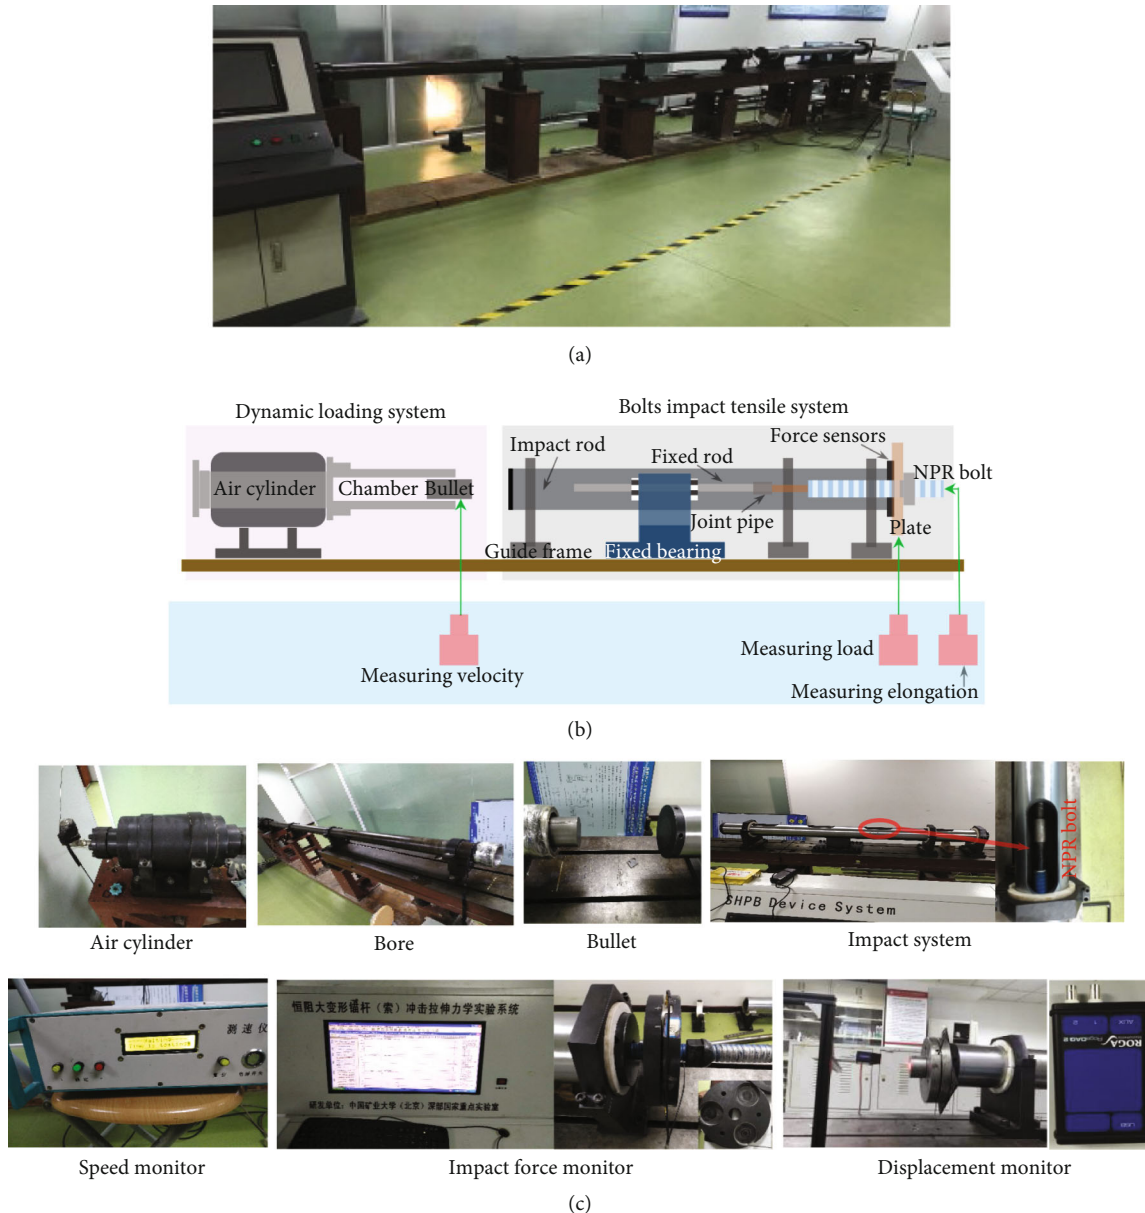 (a)
Dynamic loading system
Bolts impact tensile system
Force sensors
Impact rod
Fixed rod
NPR bolt
Air cylinder
Chamber
Bullet
Joint pipe
Plate
Guide frame
Fixed bearing
Measuring load
Measuring velocity
Measuring elongation
(b)
NPR bolt
SHPB Device System
Air cylinder
Bore
Bullet
Impact system
测速仪
恒阻大变形锚杆（索）冲击拉伸力学实验系统
研发单位：中国矿业大学（北京）深部国家重点实验室
ROGA
AUX
USB
Speed monitor
Impact force monitor
Displacement monitor
(c)